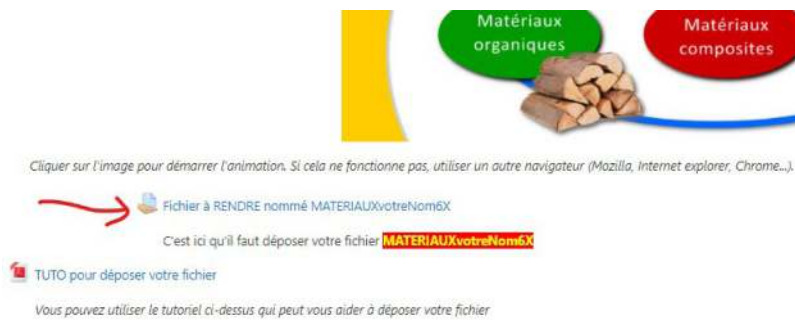 Matériaux
organiques
Matériaux
composites
Cliquer sur l'image pour démarrer l'animation. Si cela ne fonctionne pas, utiliser un autre navigateur (Mozilla, Internet explorer, Chrome...).
Fichier à RENDRE nommé MATERIAUXvotreNom6X
C'est ici qu'il faut déposer votre fichier MATERIAUXvotreNom6X
TUTO pour déposer votre fichier
Vous pouvez utiliser le tutoriel ci-dessus qui peut vous aider à déposer votre fichier